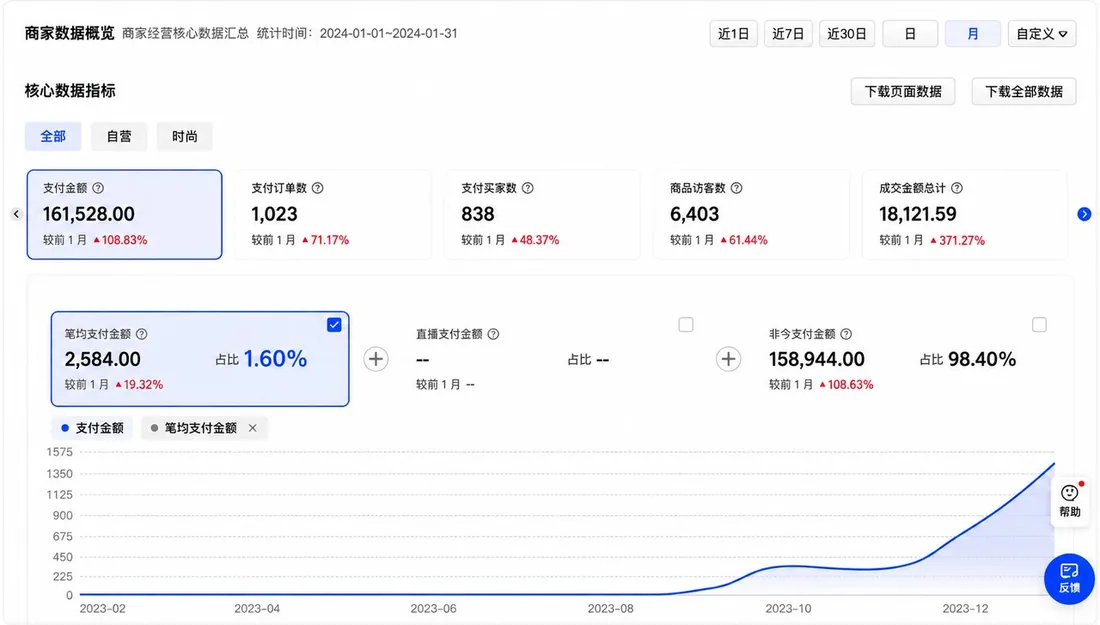 商家数据概览 商家经营核心数据汇总 统计时间：2024-01-01~2024-01-31 近1日 近7日 近30日 日 月 自定义
核心数据指标 下载页面数据 下载全部数据
全部 自营 时尚
支付金额 支付订单数 支付买家数 商品访客数 成交金额总计
161,528.00 1,023 838 6,403 18,121.59
较前1月 ▲108.83% 较前1月 ▲71.17% 较前1月 ▲48.37% 较前1月 ▲61.44% 较前1月 ▲371.27%
笔均支付金额 直播支付金额 非今支付金额
2,584.00 占比 1.60% -- 占比 -- 158,944.00 占比 98.40%
较前1月 ▲19.32% 较前1月 -- 较前1月 ▲108.63%
支付金额 笔均支付金额 ×
1575
1350
1125
900
675
450
225
0
2023-02 2023-04 2023-06 2023-08 2023-10 2023-12
帮助
反馈